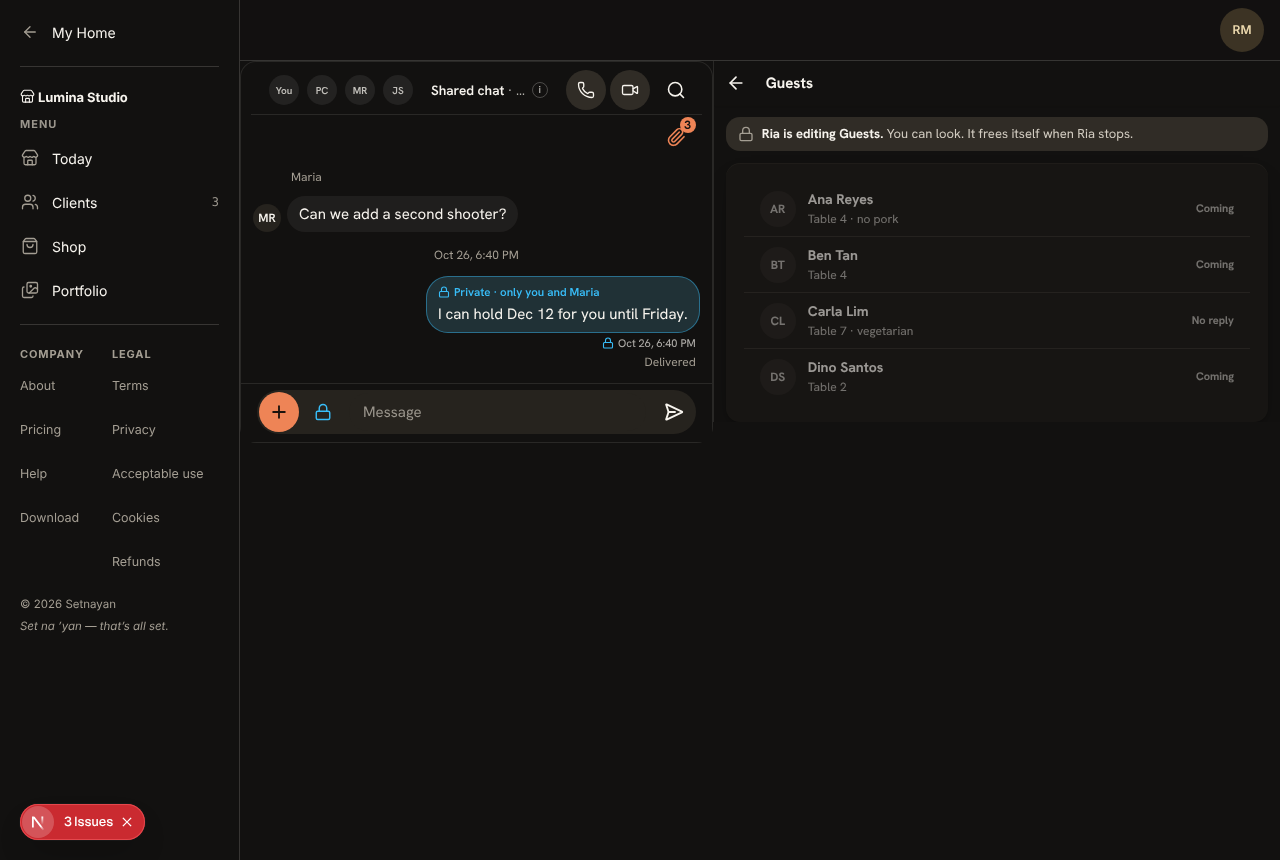 My Home
RM
Lumina Studio
MENU
Today
Clients 3
Shop
Portfolio
COMPANY LEGAL
About Terms
Pricing Privacy
Help Acceptable use
Download Cookies
Refunds
© 2026 Setnayan
Set na 'yan — that's all set.
N 3 Issues
You PC MR JS Shared chat · ...
3
Maria
MR Can we add a second shooter?
Oct 26, 6:40 PM
Private · only you and Maria
I can hold Dec 12 for you until Friday.
Oct 26, 6:40 PM
Delivered
Message
Guests
Ria is editing Guests. You can look. It frees itself when Ria stops.
AR Ana Reyes
Table 4 · no pork
Coming
BT Ben Tan
Table 4
Coming
CL Carla Lim
Table 7 · vegetarian
No reply
DS Dino Santos
Table 2
Coming